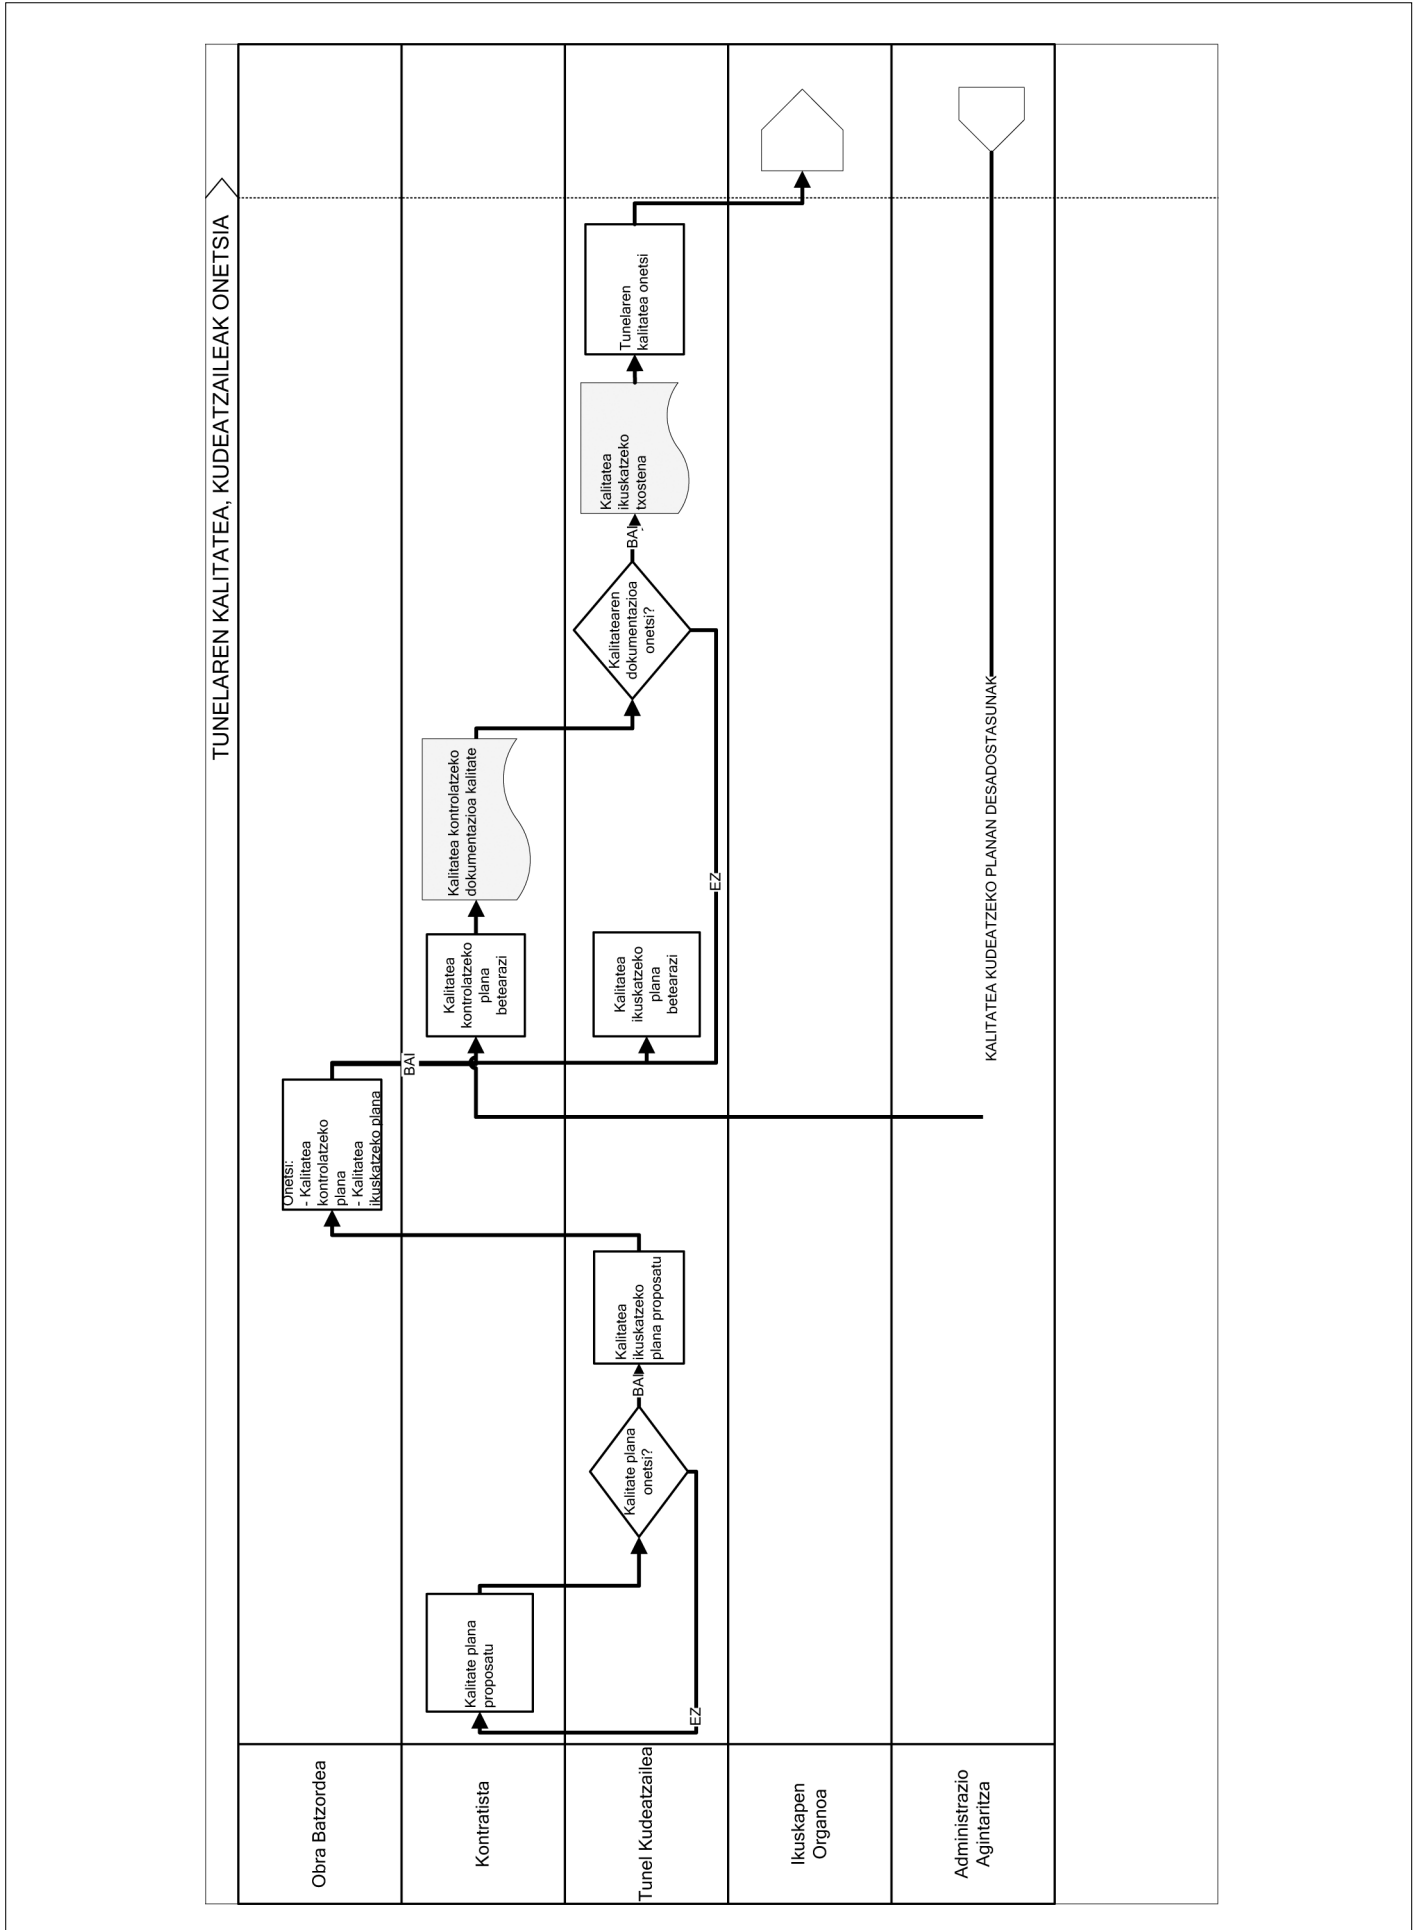 TUNELAREN KALITATEA, KUDEATZAILEAK ONETSIA
Obra Batzordea
Onetsi:
- Kalitatea
kontrolatzeko
plana
- Kalitatea
ikuskatzeko plana
BAI
Kontratista
Kalitate plana
proposatu
Kalitatea
kontrolatzeko
plana
betearazi
Kalitatea kontrolatzeko
dokumentazioa kalitate
Tunel Kudeatzailea
EZ
Kalitate plana
onetsi?
BAI
Kalitatea
ikuskatzeko
plana proposatu
Kalitatea
ikuskatzeko
plana
betearazi
EZ
Kalitatearen
dokumentazioa
onetsi?
BAI
Kalitatea
ikuskatzeko
txostena
Tunelaren
kalitatea onetsi
Ikuskapen
Organoa
Administrazio
Agintaritza
KALITATEA KUDEATZEKO PLANAN DESADOSTASUNAK